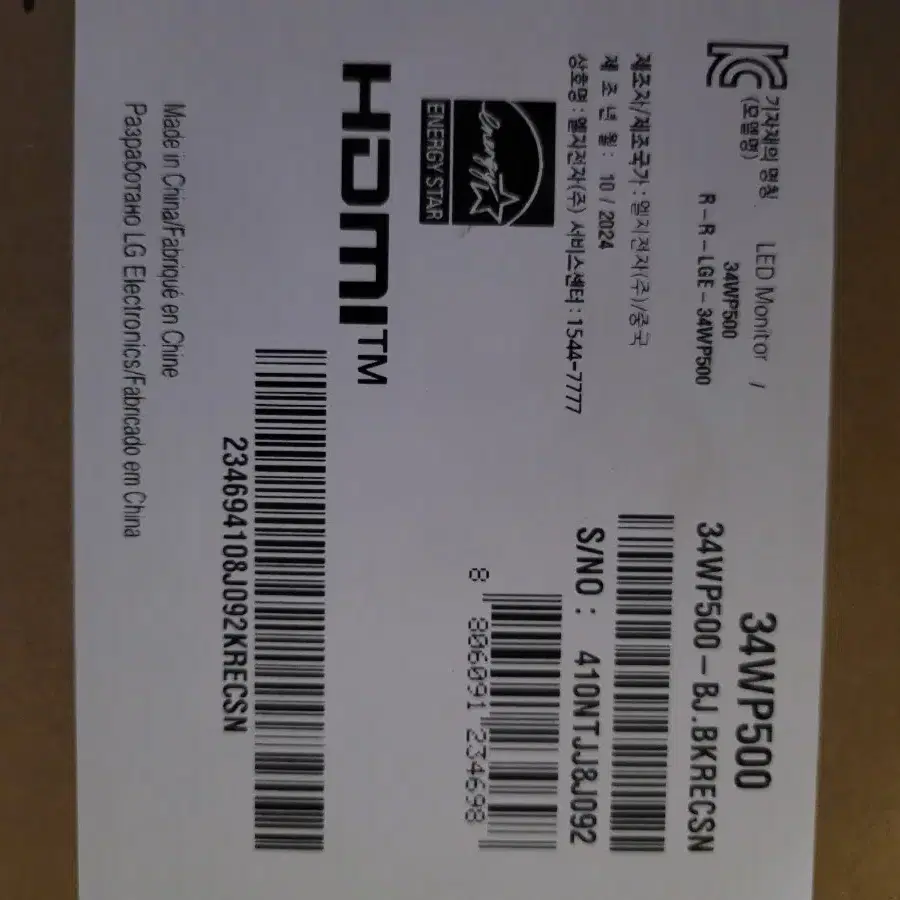 기자재의 명칭 : LED Monitor /
(모델명) 34WP500
R-R-LGE-34WP500
제조자/제조국가 : 엘지전자(주)/중국
제 조 년 월 : 10 / 2024
상호명 : 엘지전자(주) 서비스센터 : 1544-7777
energy
ENERGY STAR
HDMI™
Made in China/Fabriqué en Chine
Разработано LG Electronics/Fabricado em China
34WP500
34WP500-BJ.BKRECSN
S/NO : 410NTJJ8J092
8 806091 234698
234694108J092KRECSN